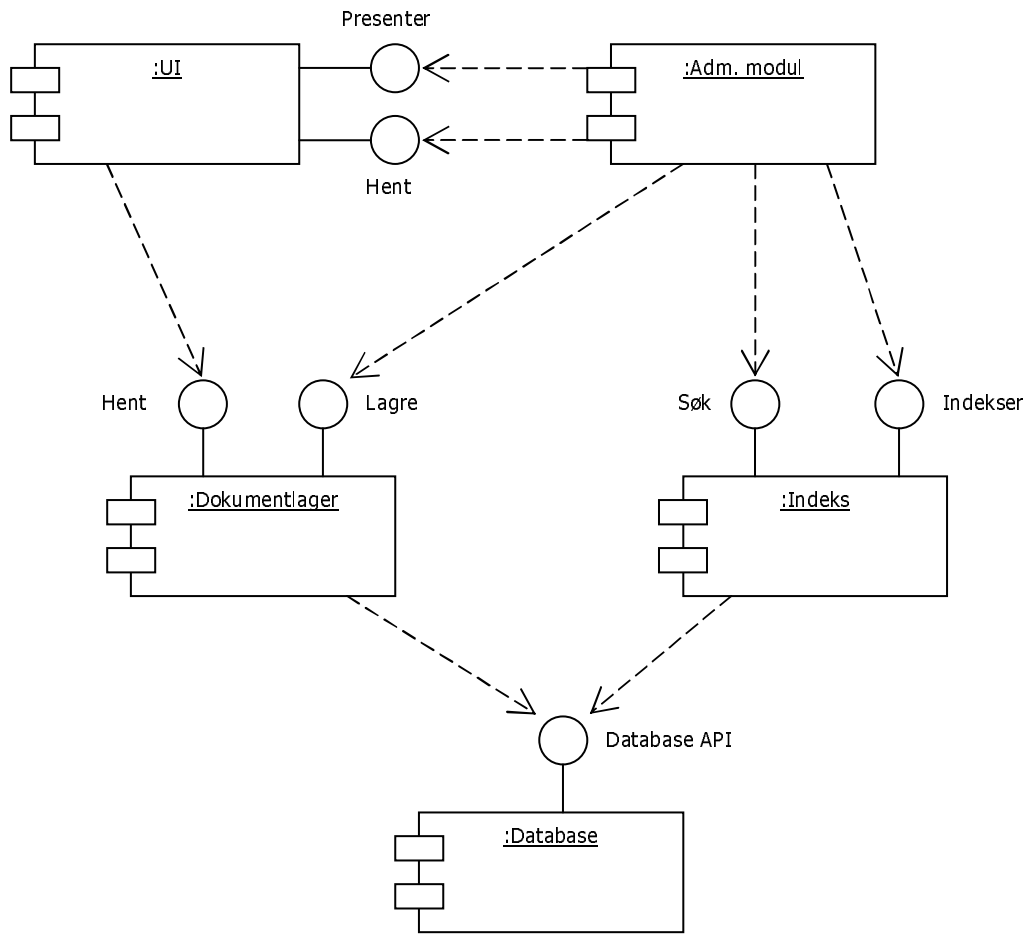 Presenter
:UI
:Adm. modul
Hent
Hent
Lagre
Søk
Indekser
:Dokumentlager
:Indeks
Database API
:Database